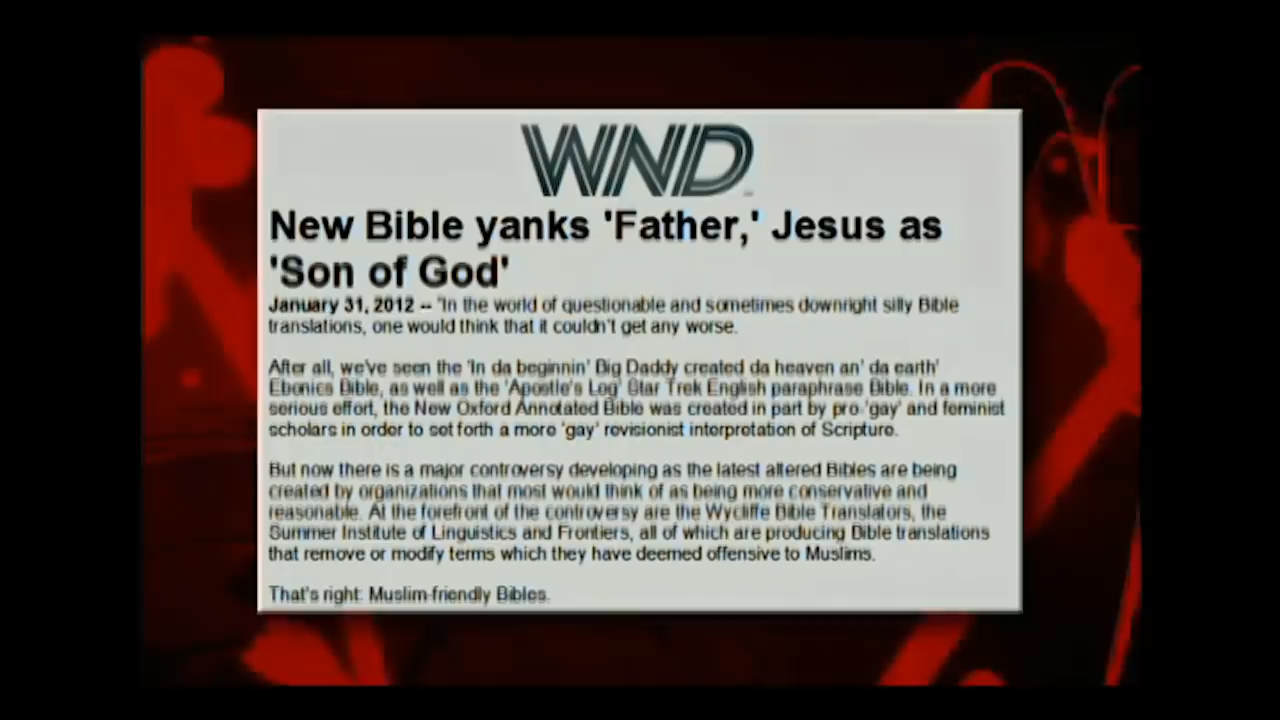 WND
New Bible yanks 'Father,' Jesus as
'Son of God'
January 31, 2012 -- "In the world of questionable and sometimes downright silly Bible
translations, one would think that it couldn't get any worse.
After all, we've seen the 'In da beginnin' Big Daddy created da heaven an' da earth'
Ebonics Bible, as well as the 'Apostle's Log' Star Trek English paraphrase Bible. In a more
serious effort, the New Oxford Annotated Bible was created in part by pro-'gay' and feminist
scholars in order to set forth a more 'gay' revisionist interpretation of Scripture.
But now there is a major controversy developing as the latest altered Bibles are being
created by organizations that most would think of as being more conservative and
reasonable. At the forefront of the controversy are the Wycliffe Bible Translators, the
Summer Institute of Linguistics and Frontiers, all of which are producing Bible translations
that remove or modify terms which they have deemed offensive to Muslims.
That's right: Muslim-friendly Bibles.